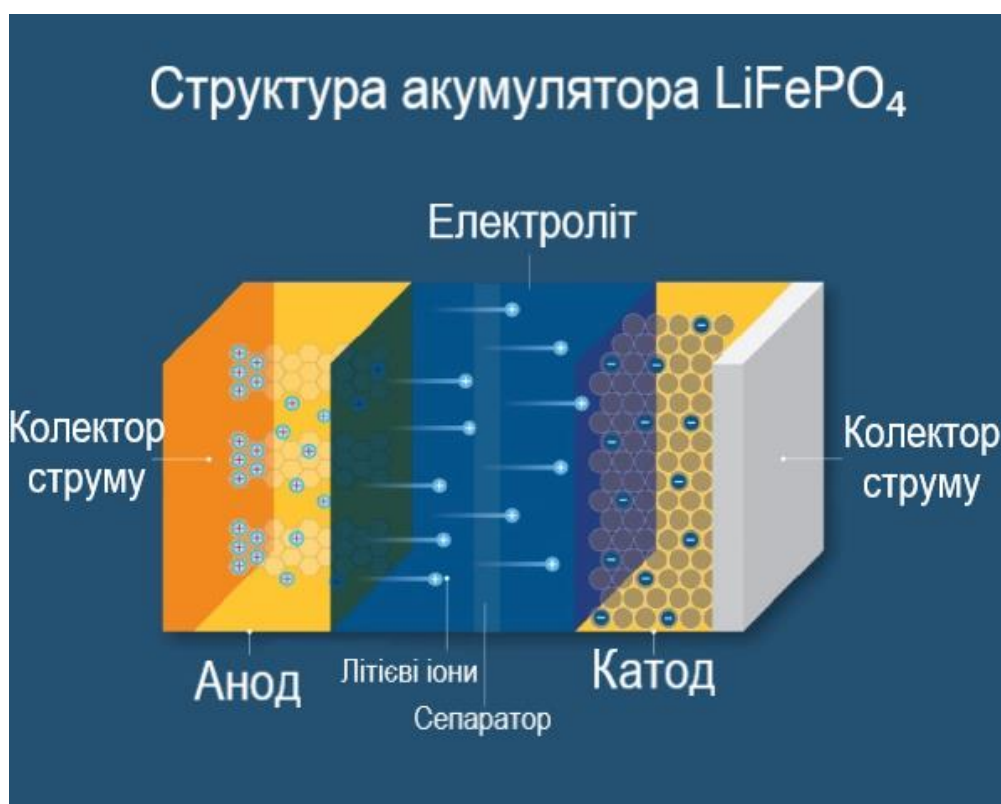 Структура акумулятора LiFePO₄
Електроліт
Колектор
струму
Колектор
струму
Анод
Літієві іони
Сепаратор
Катод